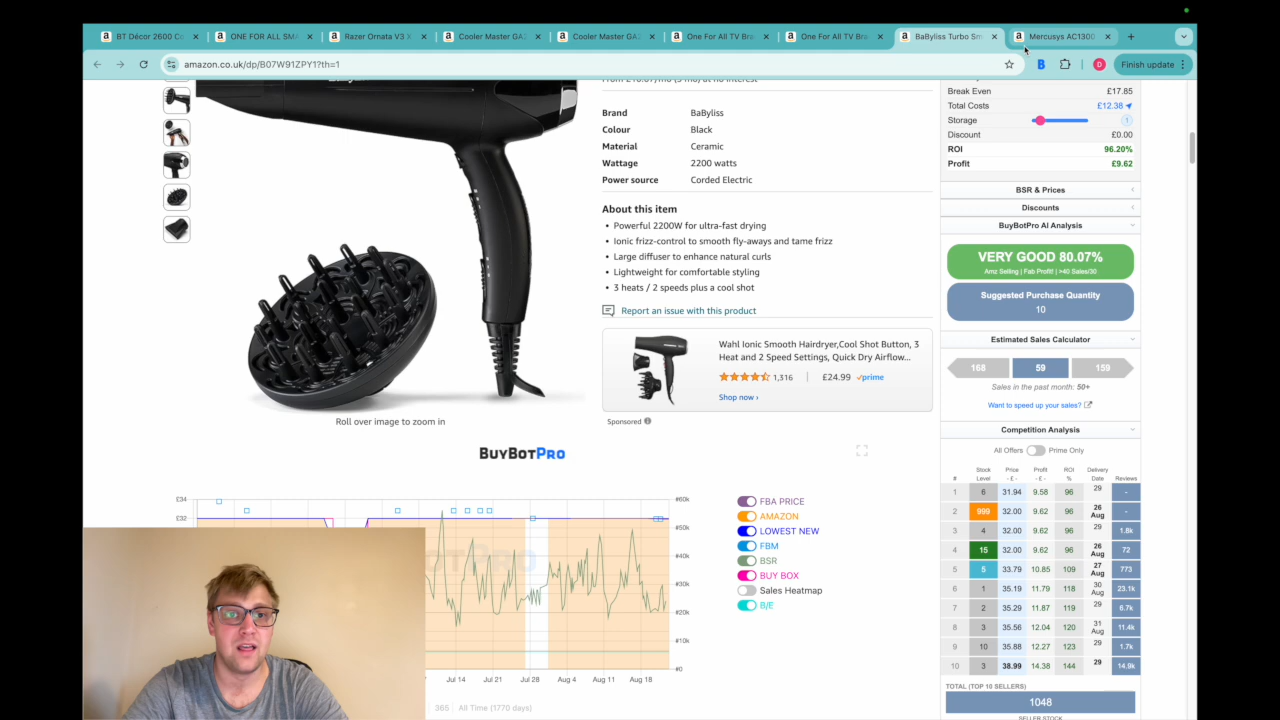 BT Décor 2600 Co
ONE FOR ALL SMA
Razer Ornata V3 X
Cooler Master GA2
Cooler Master GA2
One For All TV Bra
One For All TV Bra
BaByliss Turbo Sm
Mercusys AC1300
amazon.co.uk/dp/B07W91ZPY1?th=1
B
D
Finish update
Brand BaByliss
Colour Black
Material Ceramic
Wattage 2200 watts
Power source Corded Electric
About this item
• Powerful 2200W for ultra-fast drying
• Ionic frizz-control to smooth fly-aways and tame frizz
• Large diffuser to enhance natural curls
• Lightweight for comfortable styling
• 3 heats / 2 speeds plus a cool shot
Report an issue with this product
Wahl Ionic Smooth Hairdryer,Cool Shot Button, 3
Heat and 2 Speed Settings, Quick Dry Airflow...
1,316 £24.99 prime
Shop now ›
Sponsored
Roll over image to zoom in
BUYBOTPRO
£34
£32
#60k
#50k
#40k
#30k
#20k
#10k
#0
Jul 14 Jul 21 Jul 28 Aug 4 Aug 11 Aug 18
365 All Time (1770 days)
FBA PRICE
AMAZON
LOWEST NEW
FBM
BSR
BUY BOX
Sales Heatmap
B/E
Break Even £17.85
Total Costs £12.38
Storage 1
Discount £0.00
ROI 96.20%
Profit £9.62
BSR & Prices
Discounts
BuyBotPro AI Analysis
VERY GOOD 80.07%
Amz Selling | Fab Profit! | >40 Sales/30
Suggested Purchase Quantity
10
Estimated Sales Calculator
168 59 159
Sales in the past month: 50+
Want to speed up your sales?
Competition Analysis
All Offers Prime Only
# Stock Level Price - £ - Profit - £ - ROI % Delivery Date Reviews
1 6 31.94 9.58 96 29 -
2 999 32.00 9.62 96 26 Aug -
3 4 32.00 9.62 96 29 1.8k
4 15 32.00 9.62 96 26 Aug 72
5 5 33.79 10.85 109 27 Aug 773
6 1 35.19 11.79 118 30 Aug 23.1k
7 2 35.29 11.87 119 29 6.7k
8 3 35.56 12.04 120 31 Aug 11.4k
9 10 35.88 12.27 123 29 1.7k
10 3 38.99 14.38 144 29 14.9k
TOTAL (TOP 10 SELLERS)
1048
SELLER STOCK